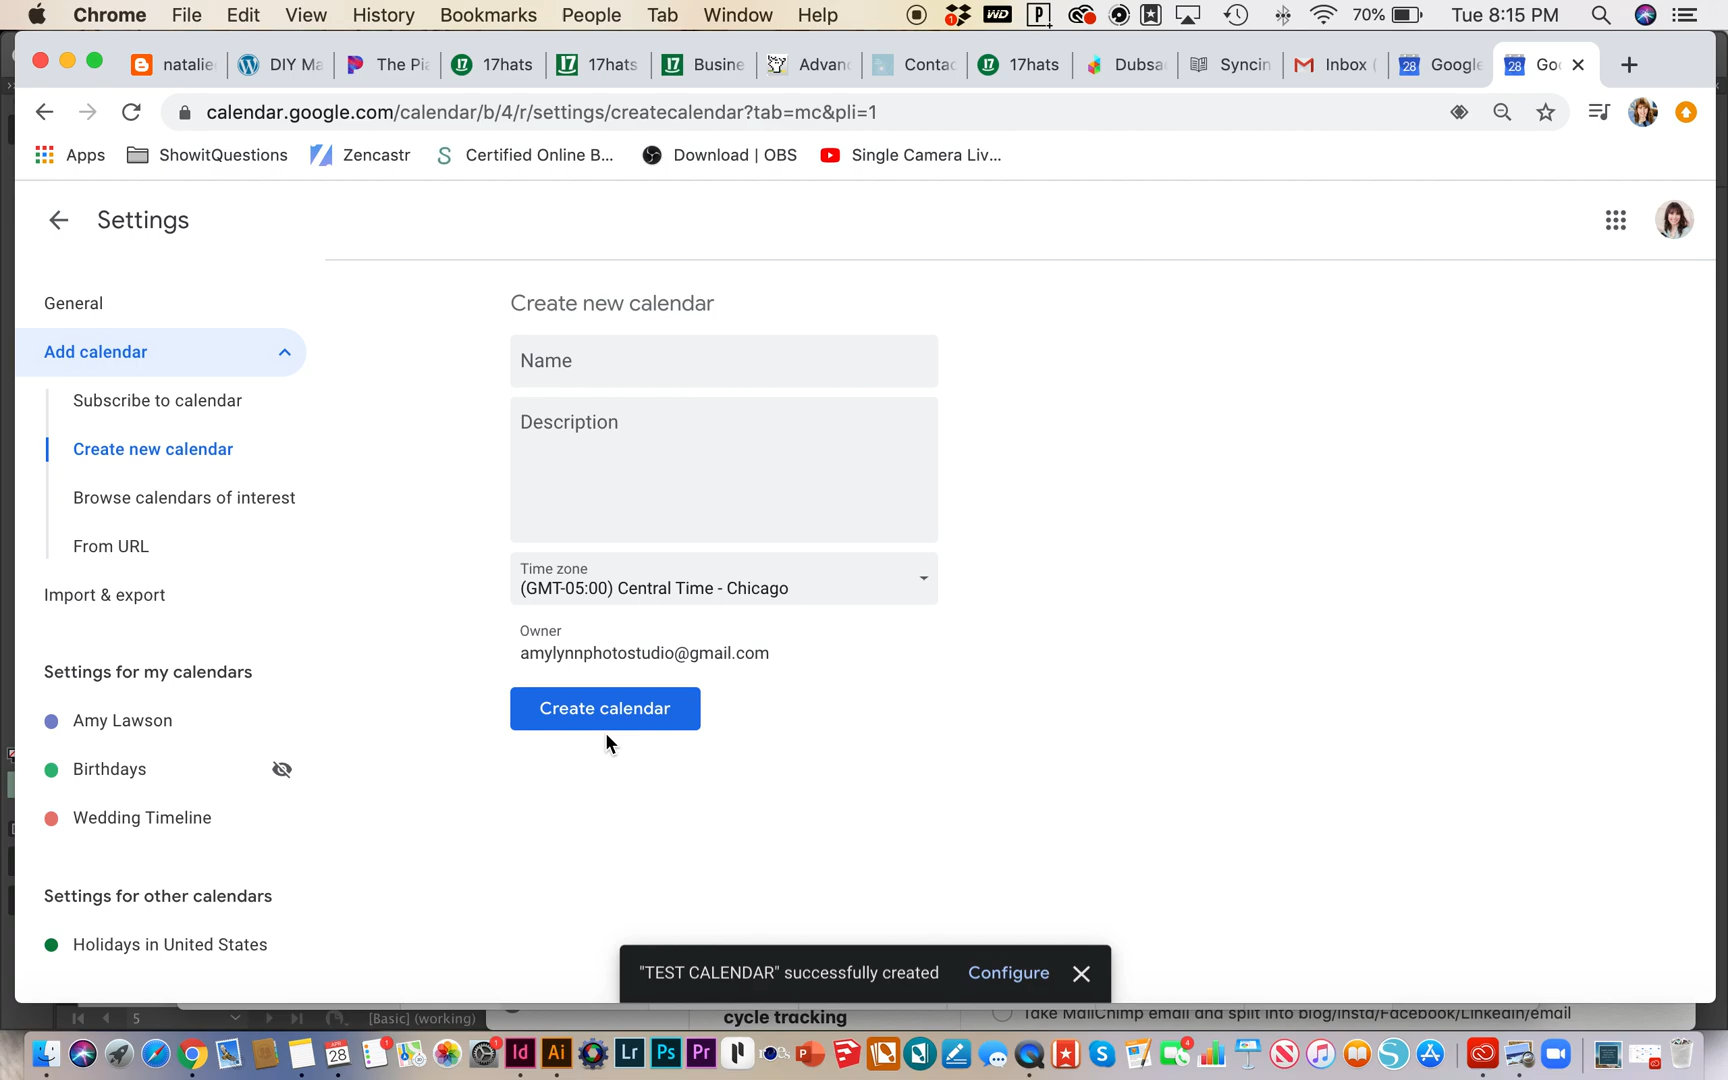 Chrome File Edit View History Bookmarks People Tab Window Help 70% Tue 8:15 PM
natalie DIY Ma The Pi 17hats 17hats Busine Advan Contac 17hats Dubsa Syncin Inbox ( Google Goo
calendar.google.com/calendar/b/4/r/settings/createcalendar?tab=mc&pli=1
Apps ShowitQuestions Zencastr Certified Online B... Download | OBS Single Camera Liv...
Settings
General
Add calendar
Subscribe to calendar
Create new calendar
Browse calendars of interest
From URL
Import & export
Settings for my calendars
Amy Lawson
Birthdays
Wedding Timeline
Settings for other calendars
Holidays in United States
Create new calendar
Name
Description
Time zone
(GMT-05:00) Central Time - Chicago
Owner
amylynnphotostudio@gmail.com
Create calendar
"TEST CALENDAR" successfully created Configure
5 [Basic] (working)
cycle tracking
Take MailChimp email and split into blog/insta/Facebook/Linkedin/email